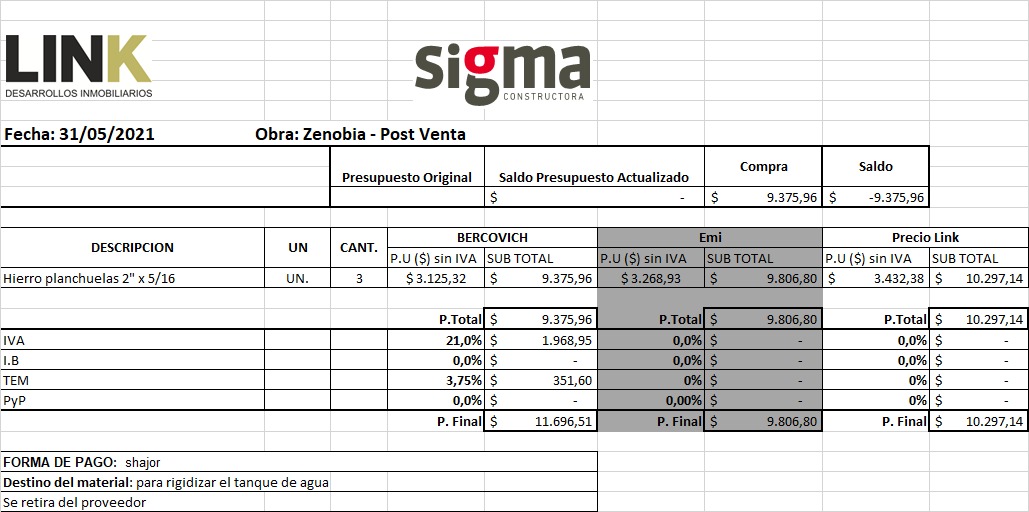 LINK
DESARROLLOS INMOBILIARIOS
sigma
CONSTRUCTORA
Fecha: 31/05/2021 Obra: Zenobia - Post Venta
Presupuesto Original Saldo Presupuesto Actualizado Compra Saldo
$ - $ 9.375,96 $ -9.375,96
DESCRIPCION UN CANT. BERCOVICH Emi Precio Link
P.U ($) sin IVA SUB TOTAL P.U ($) sin IVA SUB TOTAL P.U ($) sin IVA SUB TOTAL
Hierro planchuelas 2" x 5/16 UN. 3 $ 3.125,32 $ 9.375,96 $ 3.268,93 $ 9.806,80 $ 3.432,38 $ 10.297,14
P.Total $ 9.375,96 P.Total $ 9.806,80 P.Total $ 10.297,14
IVA 21,0% $ 1.968,95 0,0% $ - 0,0% $ -
I.B 0,0% $ - 0,0% $ - 0,0% $ -
TEM 3,75% $ 351,60 0% $ - 0% $ -
PyP 0,0% $ - 0,00% $ - 0% $ -
P. Final $ 11.696,51 P. Final $ 9.806,80 P. Final $ 10.297,14
FORMA DE PAGO: shajor
Destino del material: para rigidizar el tanque de agua
Se retira del proveedor